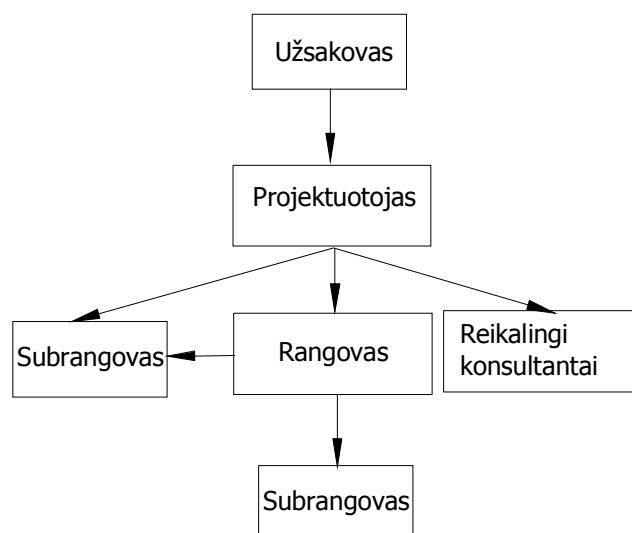 Užsakovas
Projektuotojas
Subrangovas
Rangovas
Reikalingi
konsultantai
Subrangovas